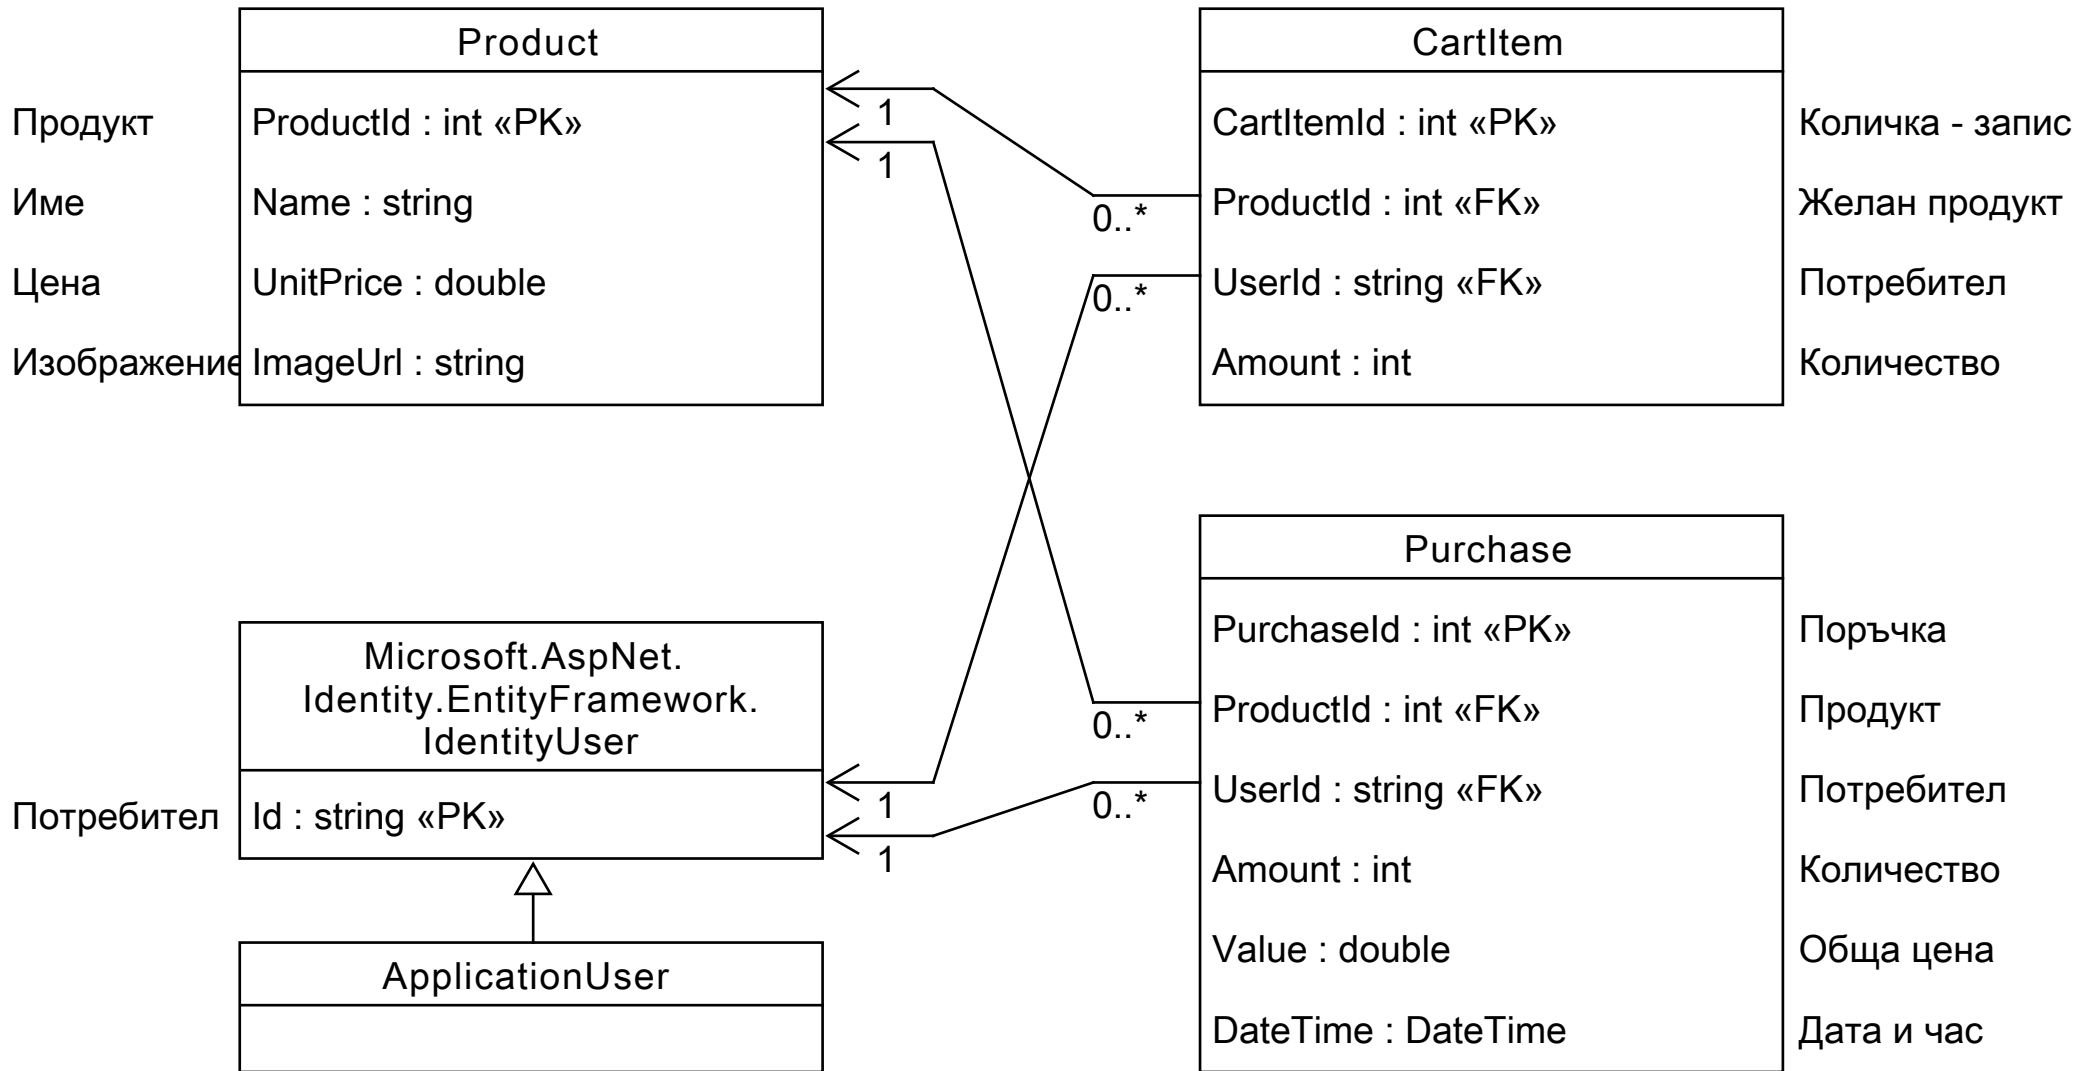 Product
Продукт
ProductId : int «PK»
Име
Name : string
Цена
UnitPrice : double
Изображение
ImageUrl : string
1
1
0..*
0..*
CartItem
CartItemId : int «PK»
Количка - запис
ProductId : int «FK»
Желан продукт
UserId : string «FK»
Потребител
Amount : int
Количество
Microsoft.AspNet.
Identity.EntityFramework.
IdentityUser
Потребител
Id : string «PK»
1
1
0..*
0..*
ApplicationUser
Purchase
PurchaseId : int «PK»
Поръчка
ProductId : int «FK»
Продукт
UserId : string «FK»
Потребител
Amount : int
Количество
Value : double
Обща цена
DateTime : DateTime
Дата и час